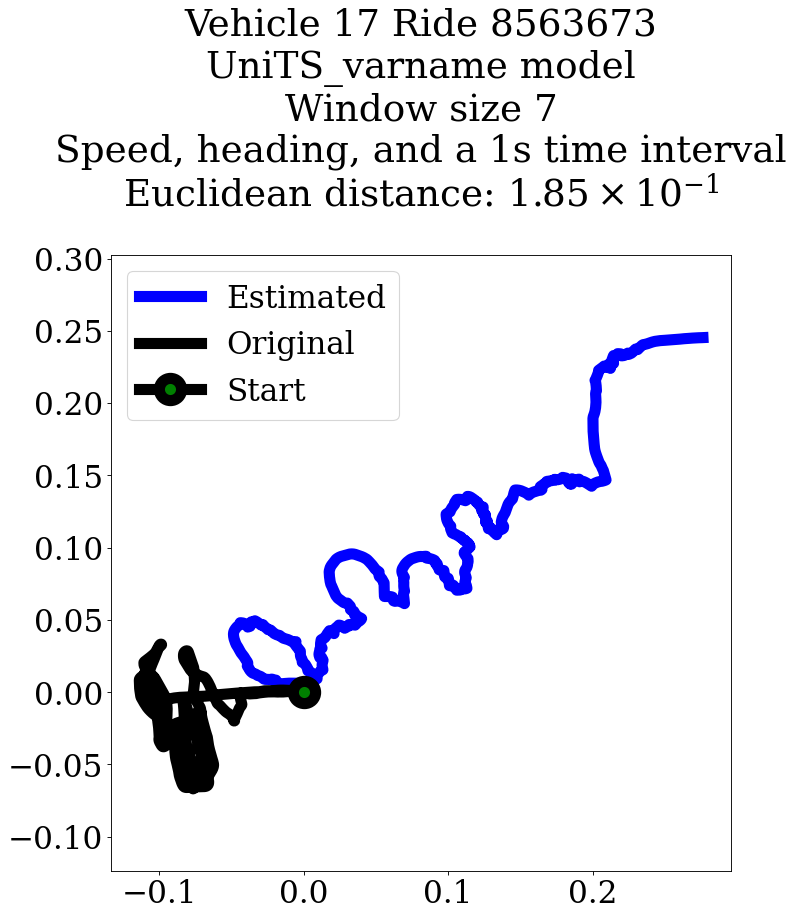 Vehicle 17 Ride 8563673
UniTS_varname model
Window size 7
Speed, heading, and a 1s time interval
Euclidean distance: 1.85 × 10⁻¹
0.30
0.25
0.20
0.15
0.10
0.05
0.00
−0.05
−0.10
Estimated
Original
Start
−0.1
0.0
0.1
0.2